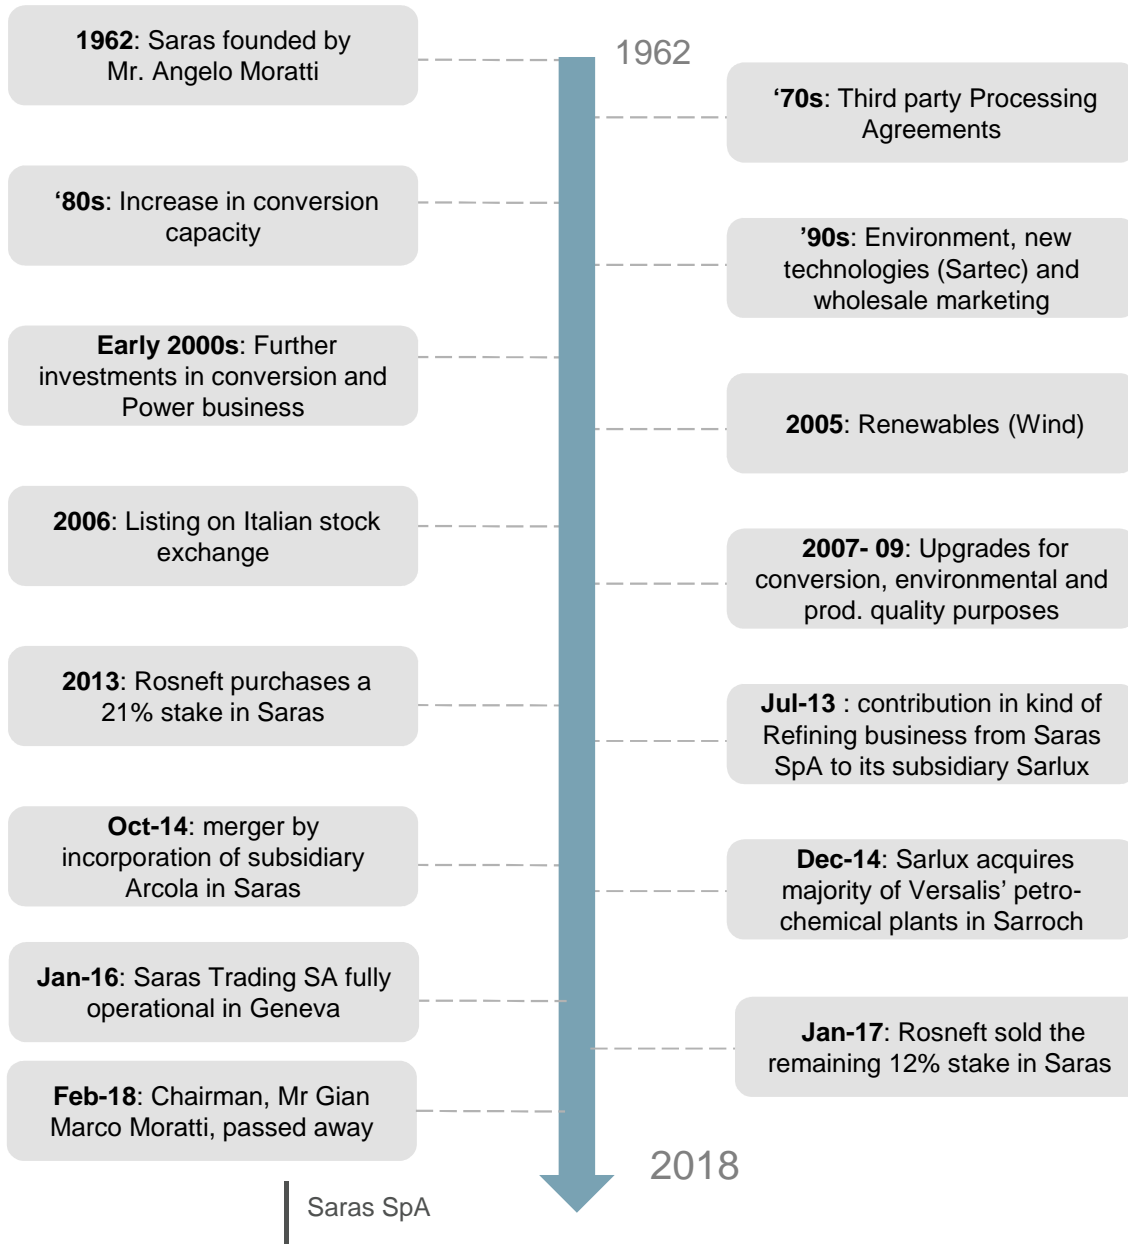 1962: Saras founded by
Mr. Angelo Moratti
1962
‘70s: Third party Processing
Agreements
‘80s: Increase in conversion
capacity
’90s: Environment, new
technologies (Sartec) and
wholesale marketing
Early 2000s: Further
investments in conversion and
Power business
2005: Renewables (Wind)
2006: Listing on Italian stock
exchange
2007- 09: Upgrades for
conversion, environmental and
prod. quality purposes
2013: Rosneft purchases a
21% stake in Saras
Jul-13 : contribution in kind of
Refining business from Saras
SpA to its subsidiary Sarlux
Oct-14: merger by
incorporation of subsidiary
Arcola in Saras
Dec-14: Sarlux acquires
majority of Versalis’ petro-
chemical plants in Sarroch
Jan-16: Saras Trading SA fully
operational in Geneva
Jan-17: Rosneft sold the
remaining 12% stake in Saras
Feb-18: Chairman, Mr Gian
Marco Moratti, passed away
2018
Saras SpA